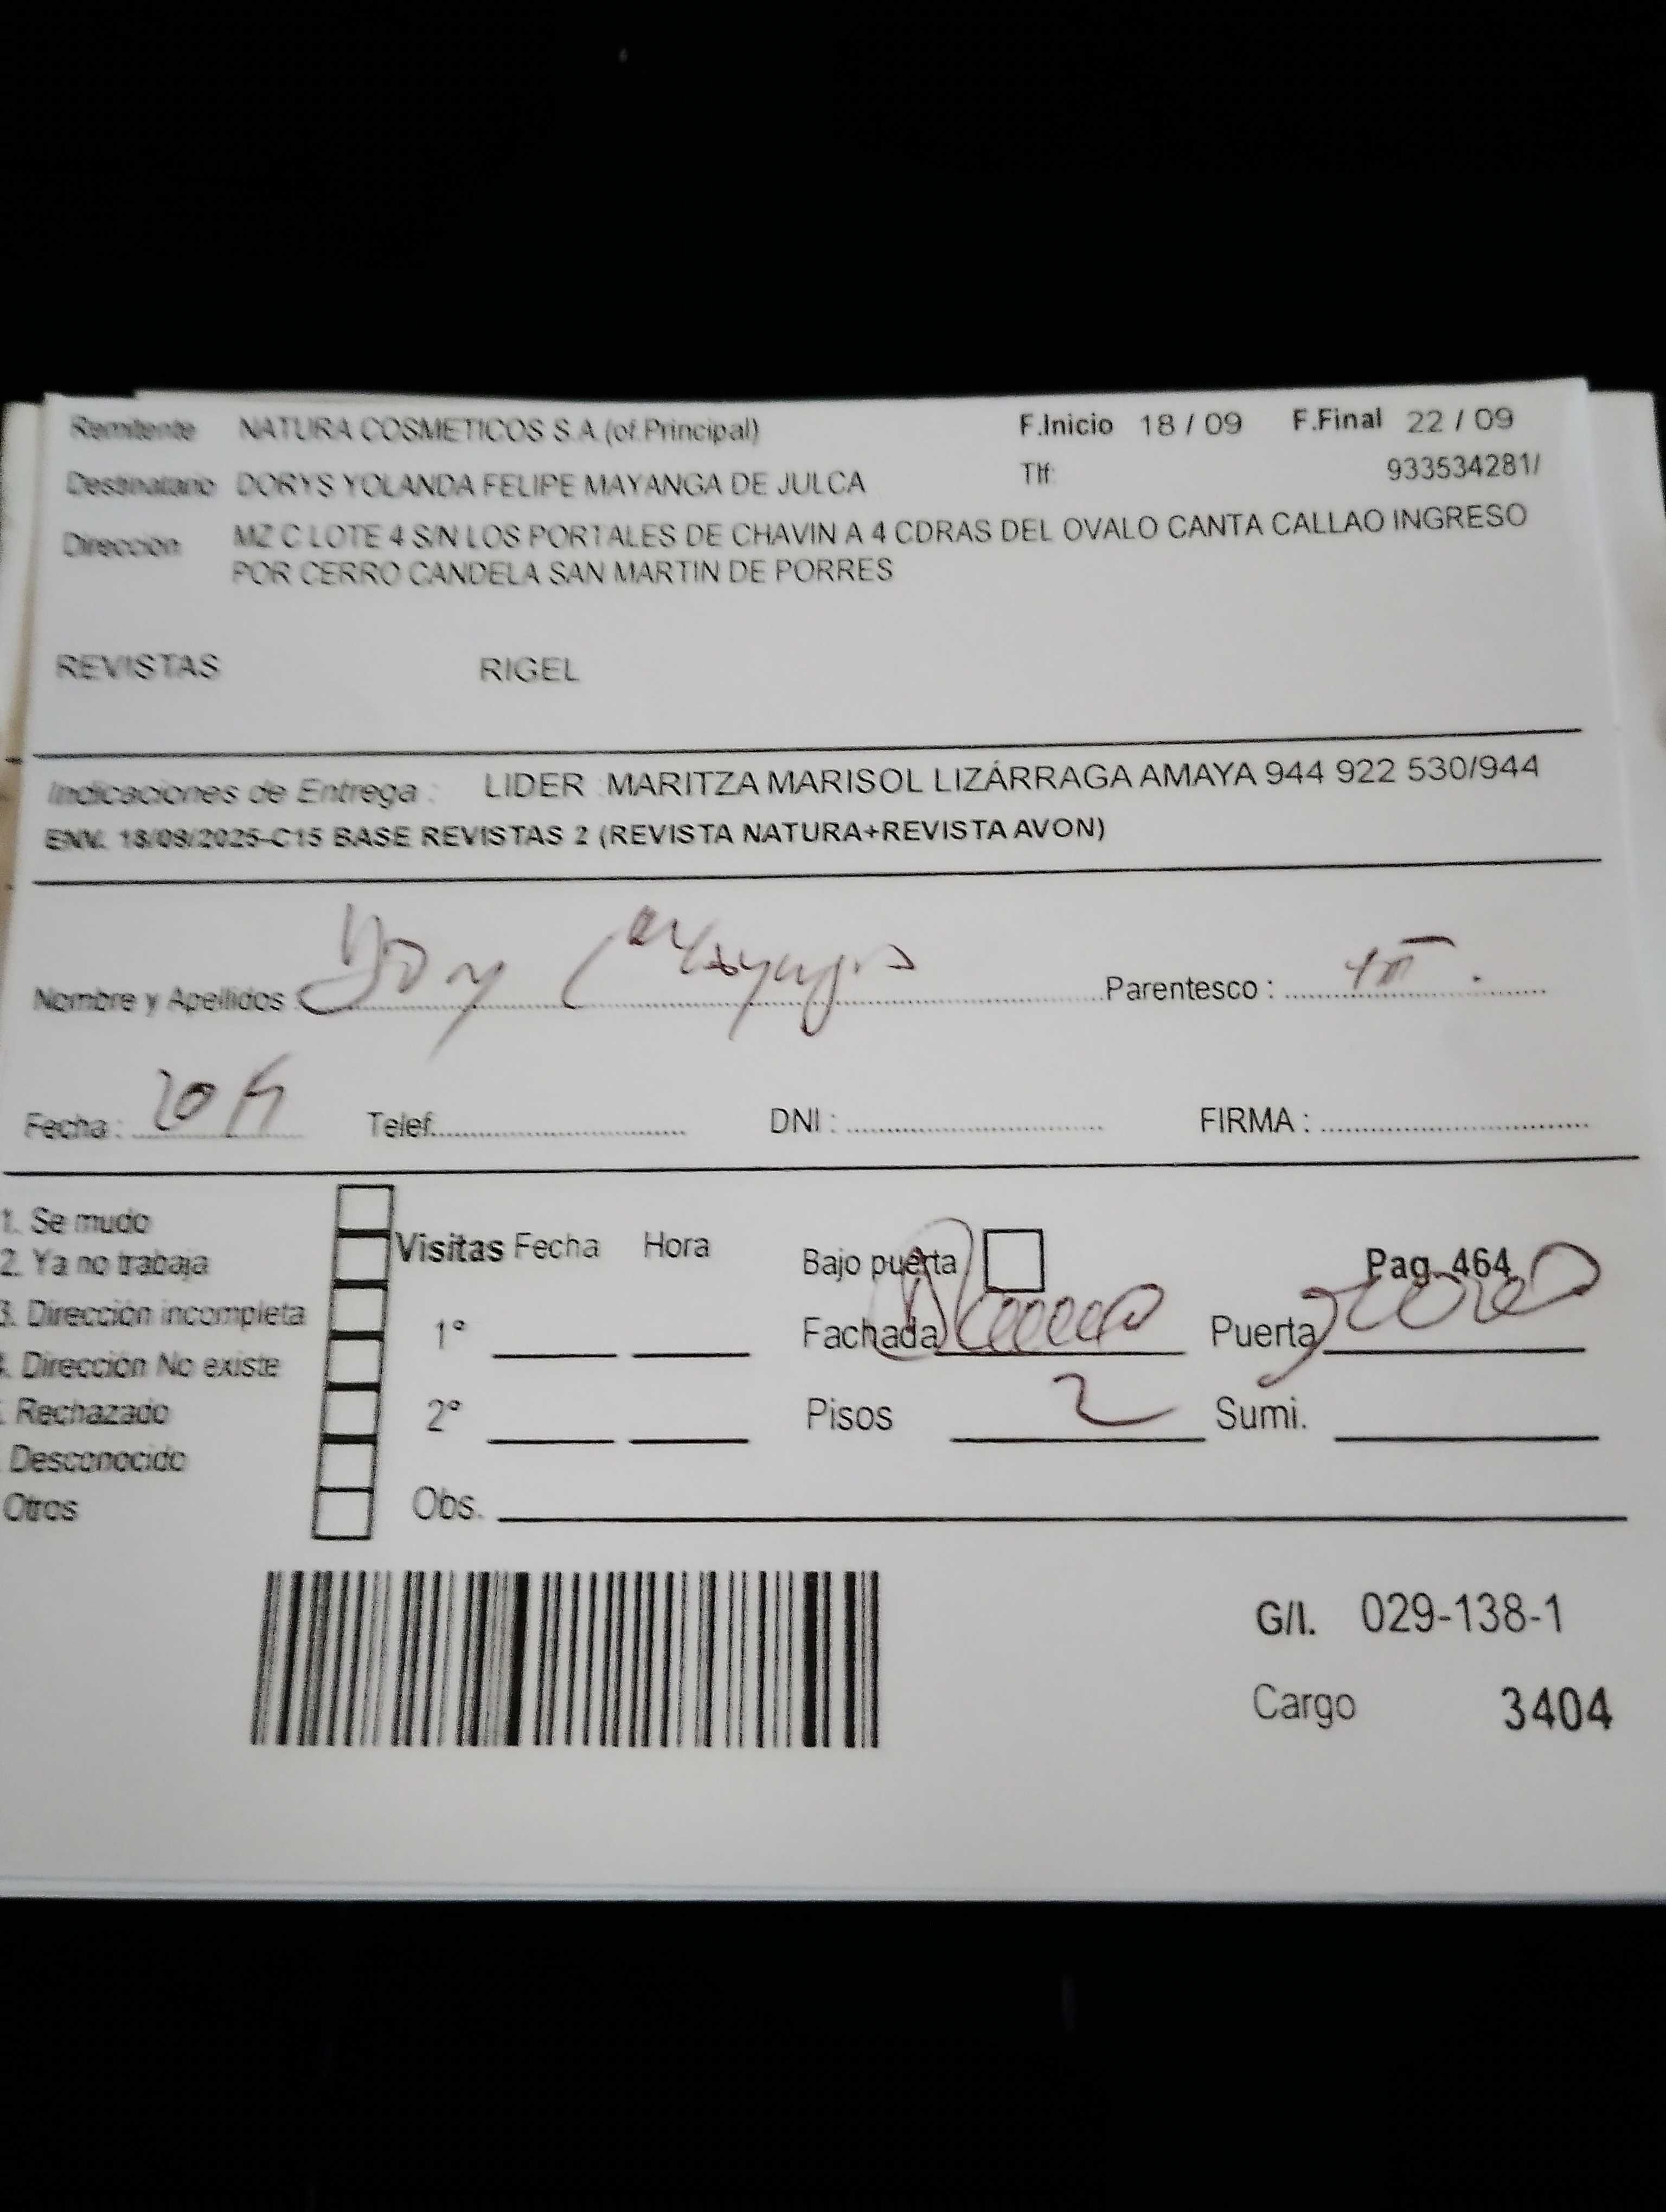 Remitente NATURA COSMETICOS S.A.(of.Principal) F.Inicio 18 / 09 F.Final 22 / 09
Destinatario DORYS YOLANDA FELIPE MAYANGA DE JULCA Tlf: 933534281/
Dirección MZ C LOTE 4 S/N LOS PORTALES DE CHAVIN A 4 CDRAS DEL OVALO CANTA CALLAO INGRESO
POR CERRO CANDELA SAN MARTIN DE PORRES
REVISTAS RIGEL
Indicaciones de Entrega : LIDER :MARITZA MARISOL LIZÁRRAGA AMAYA 944 922 530/944
ENV. 18/09/2025-C15 BASE REVISTAS 2 (REVISTA NATURA+REVISTA AVON)
Nombre y Apellidos : Parentesco :
Fecha : Telef. DNI : FIRMA :
1. Se mudo
2. Ya no trabaja
3. Dirección incompleta
. Dirección No existe
. Rechazado
. Desconocido
Otros
Visitas Fecha Hora
1°
2°
Obs.
Bajo puerta Pag. 464
Fachada Puerta
Pisos 2 Sumi.
G/I. 029-138-1
Cargo 3404